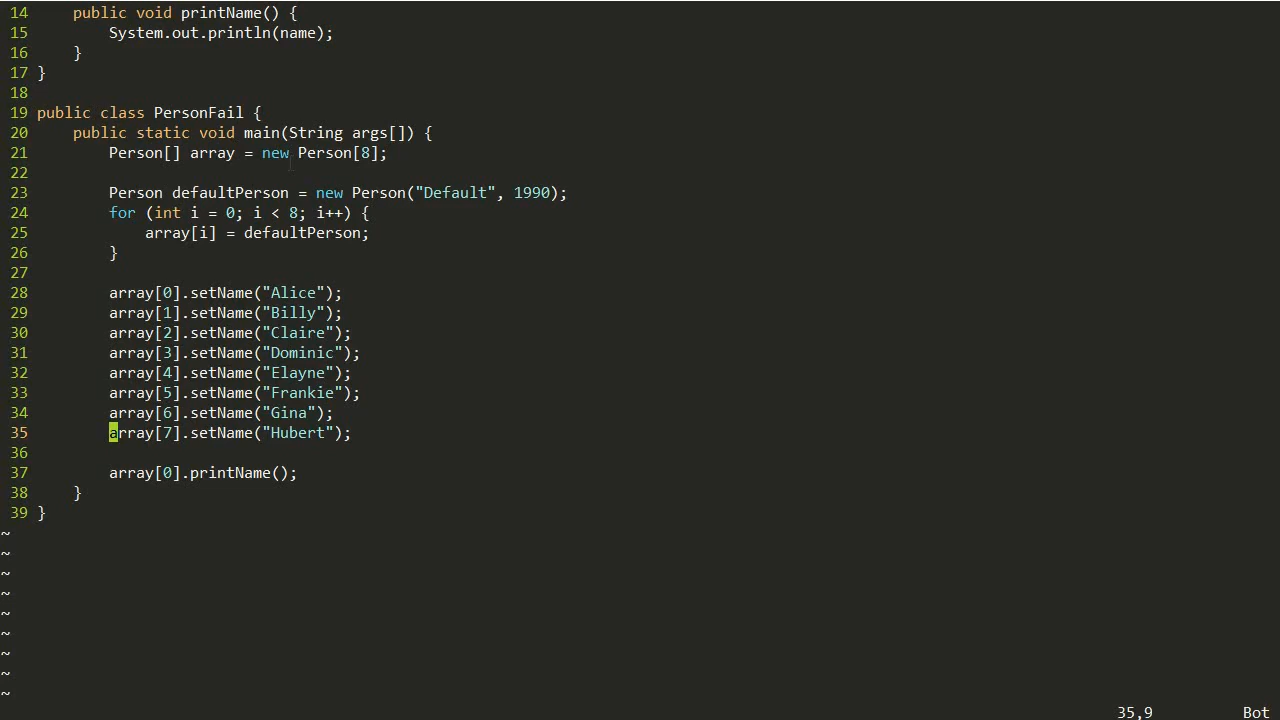 14     public void printName() {
15         System.out.println(name);
16     }
17 }
18
19 public class PersonFail {
20     public static void main(String args[]) {
21         Person[] array = new Person[8];
22
23         Person defaultPerson = new Person("Default", 1990);
24         for (int i = 0; i < 8; i++) {
25             array[i] = defaultPerson;
26         }
27
28         array[0].setName("Alice");
29         array[1].setName("Billy");
30         array[2].setName("Claire");
31         array[3].setName("Dominic");
32         array[4].setName("Elayne");
33         array[5].setName("Frankie");
34         array[6].setName("Gina");
35         array[7].setName("Hubert");
36
37         array[0].printName();
38     }
39 }
~
~
~
~
~
~
~
~
~
35,9 Bot